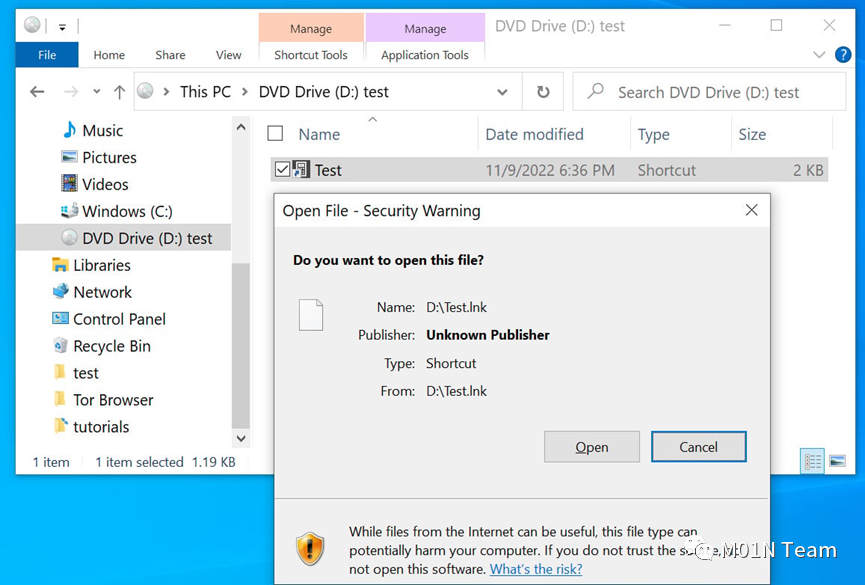 Manage
Manage
DVD Drive (D:) test
File
Home
Share
View
Shortcut Tools
Application Tools
?
This PC
DVD Drive (D:) test
Search DVD Drive (D:) test
Music
Pictures
Videos
Windows (C:)
DVD Drive (D:) test
Libraries
Network
Control Panel
Recycle Bin
test
Tor Browser
tutorials
Name
Date modified
Type
Size
Test
11/9/2022 6:36 PM
Shortcut
2 KB
Open File - Security Warning
Do you want to open this file?
Name: D:\Test.lnk
Publisher: Unknown Publisher
Type: Shortcut
From: D:\Test.lnk
Open
Cancel
While files from the Internet can be useful, this file type can
potentially harm your computer. If you do not trust the
not open this software. What's the risk?
1 item
1 item selected 1.19 KB
M01N Team